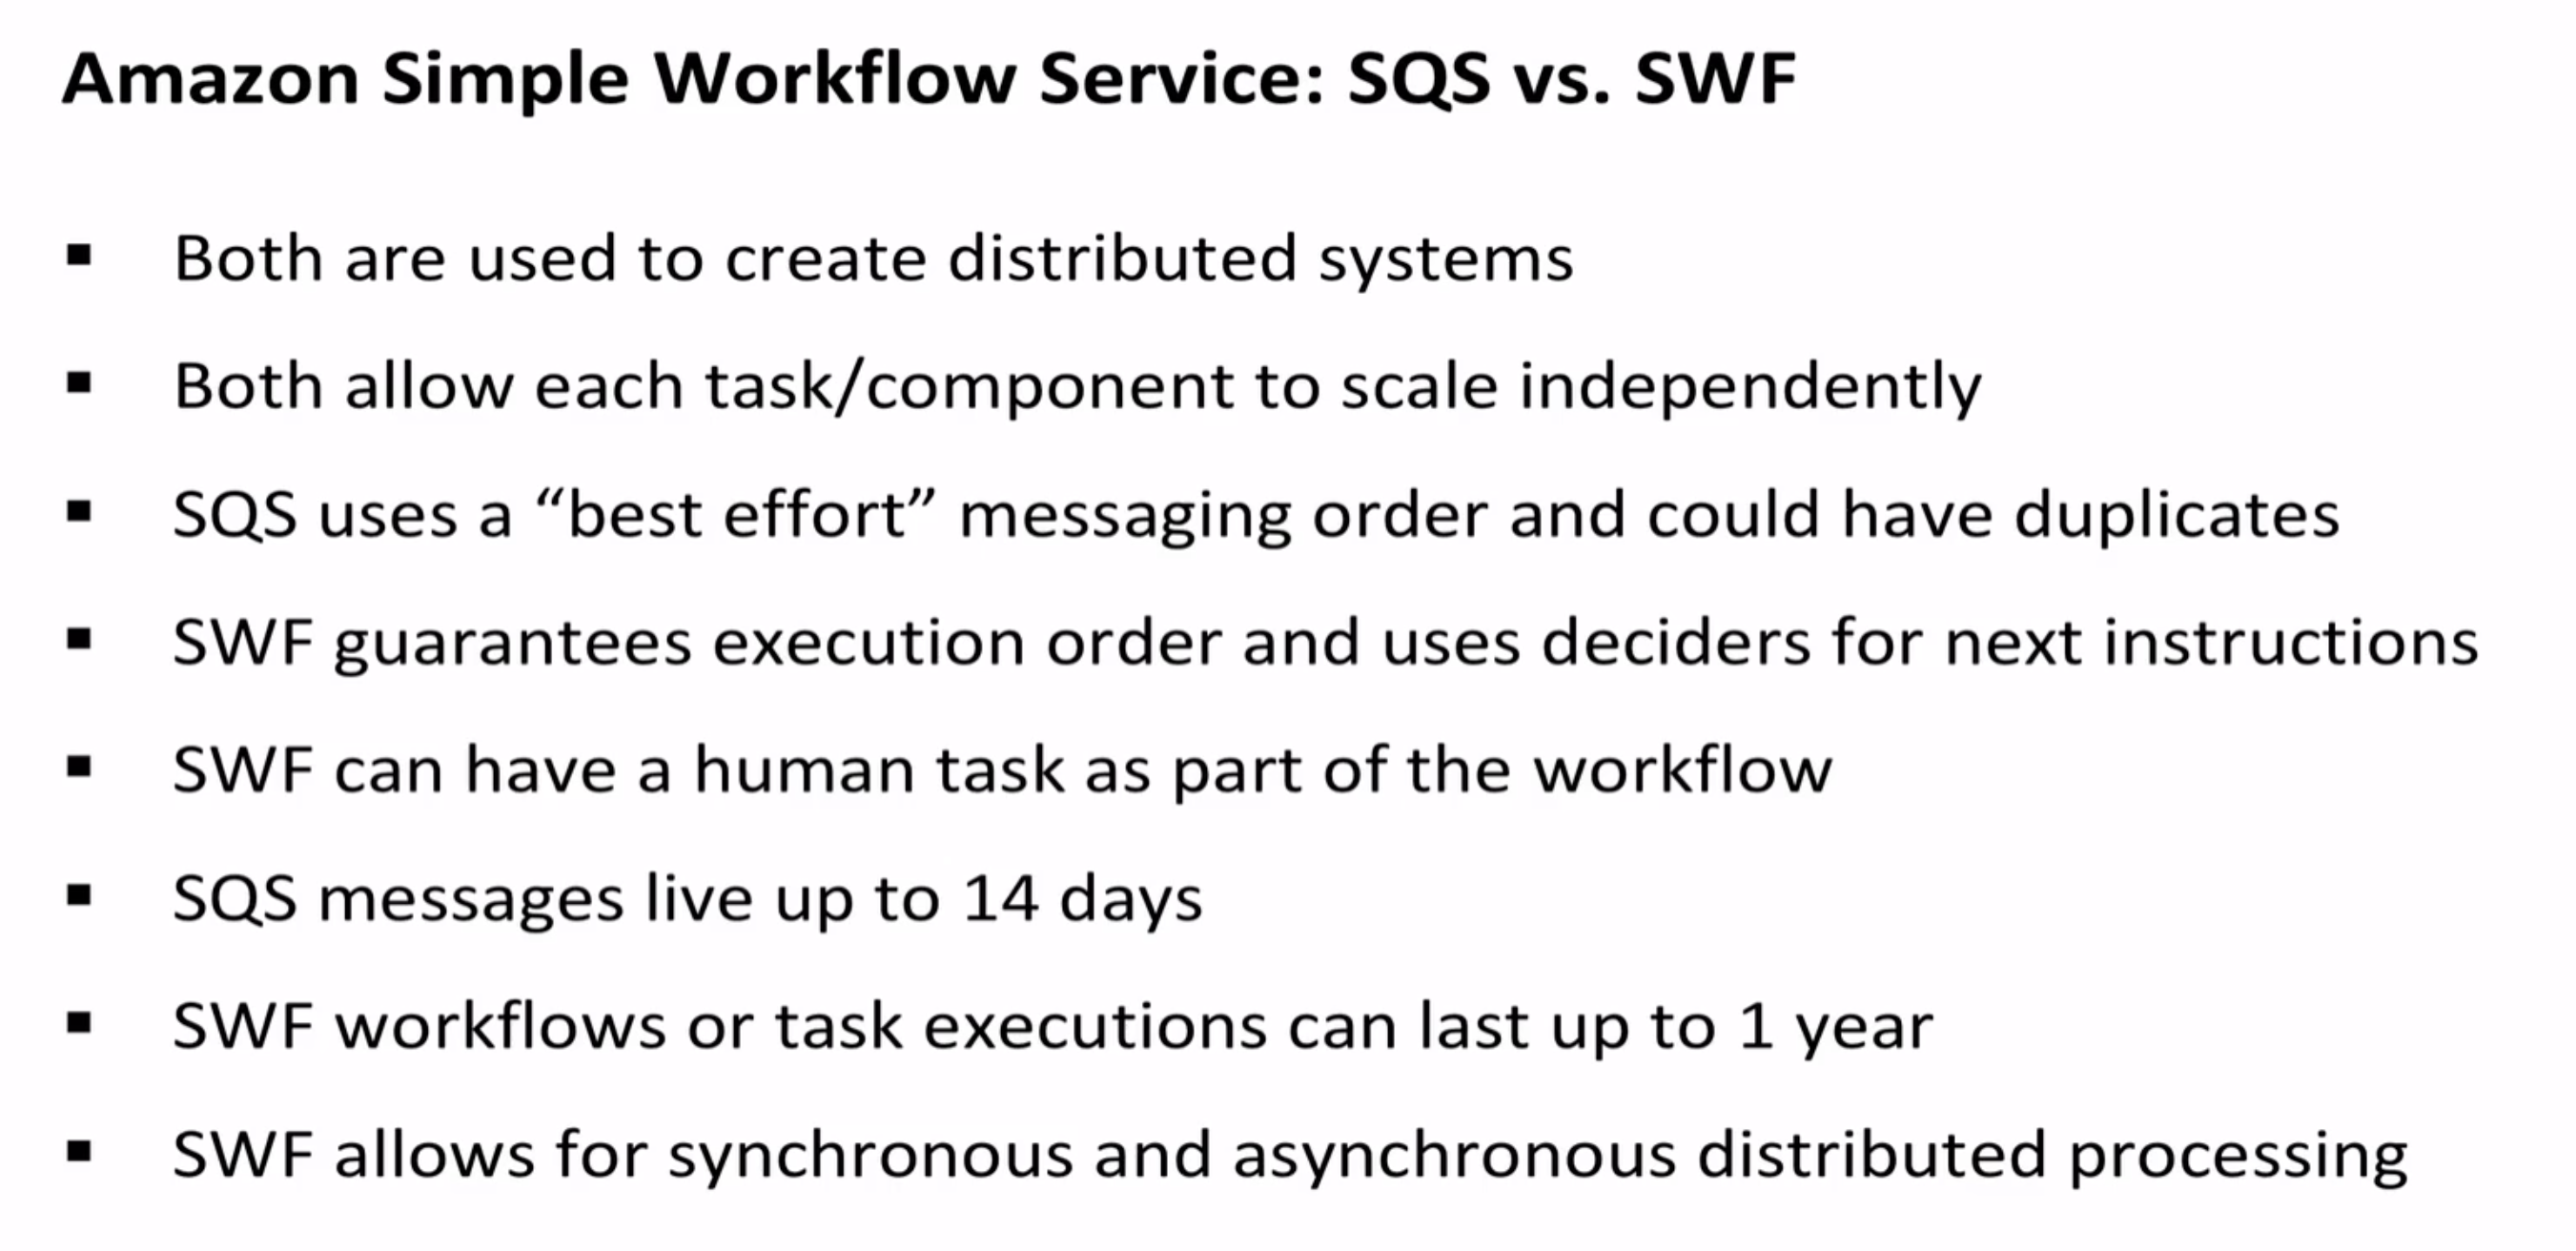 Amazon Simple Workflow Service: SQS vs. SWF
▪ Both are used to create distributed systems
▪ Both allow each task/component to scale independently
▪ SQS uses a “best effort” messaging order and could have duplicates
▪ SWF guarantees execution order and uses deciders for next instructions
▪ SWF can have a human task as part of the workflow
▪ SQS messages live up to 14 days
▪ SWF workflows or task executions can last up to 1 year
▪ SWF allows for synchronous and asynchronous distributed processing